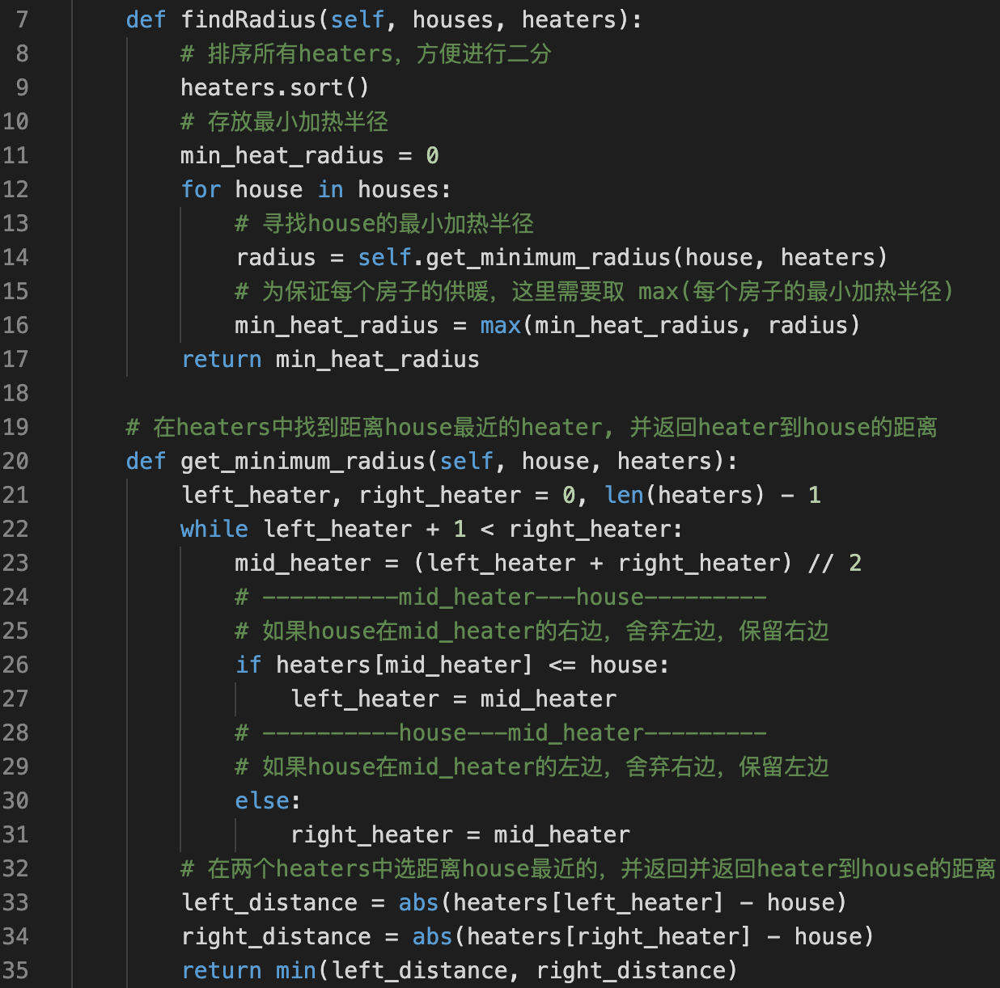 7 def findRadius(self, houses, heaters):
8 # 排序所有heaters，方便进行二分
9 heaters.sort()
10 # 存放最小加热半径
11 min_heat_radius = 0
12 for house in houses:
13 # 寻找house的最小加热半径
14 radius = self.get_minimum_radius(house, heaters)
15 # 为保证每个房子的供暖，这里需要取 max(每个房子的最小加热半径)
16 min_heat_radius = max(min_heat_radius, radius)
17 return min_heat_radius
18
19 # 在heaters中找到距离house最近的heater, 并返回heater到house的距离
20 def get_minimum_radius(self, house, heaters):
21 left_heater, right_heater = 0, len(heaters) - 1
22 while left_heater + 1 < right_heater:
23 mid_heater = (left_heater + right_heater) // 2
24 # ----------mid_heater---house---------
25 # 如果house在mid_heater的右边，舍弃左边，保留右边
26 if heaters[mid_heater] <= house:
27 left_heater = mid_heater
28 # ----------house---mid_heater---------
29 # 如果house在mid_heater的左边，舍弃右边，保留左边
30 else:
31 right_heater = mid_heater
32 # 在两个heaters中选距离house最近的，并返回并返回heater到house的距离
33 left_distance = abs(heaters[left_heater] - house)
34 right_distance = abs(heaters[right_heater] - house)
35 return min(left_distance, right_distance)